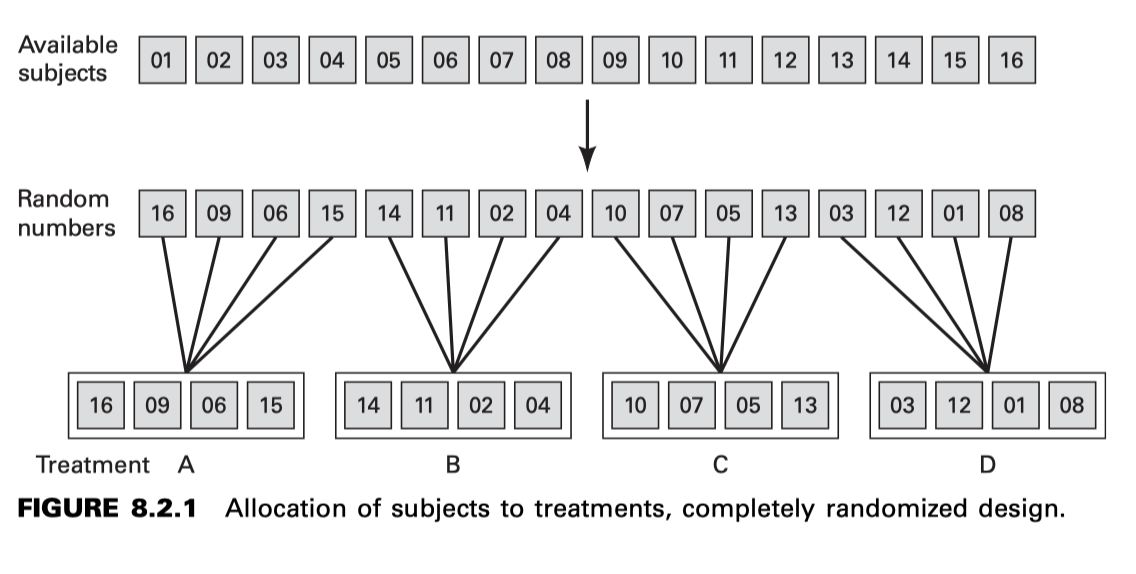 Available subjects 01 02 03 04 05 06 07 08 09 10 11 12 13 14 15 16
Random numbers 16 09 06 15 14 11 02 04 10 07 05 13 03 12 01 08
16 09 06 15 14 11 02 04 10 07 05 13 03 12 01 08
Treatment A B C D
FIGURE 8.2.1 Allocation of subjects to treatments, completely randomized design.